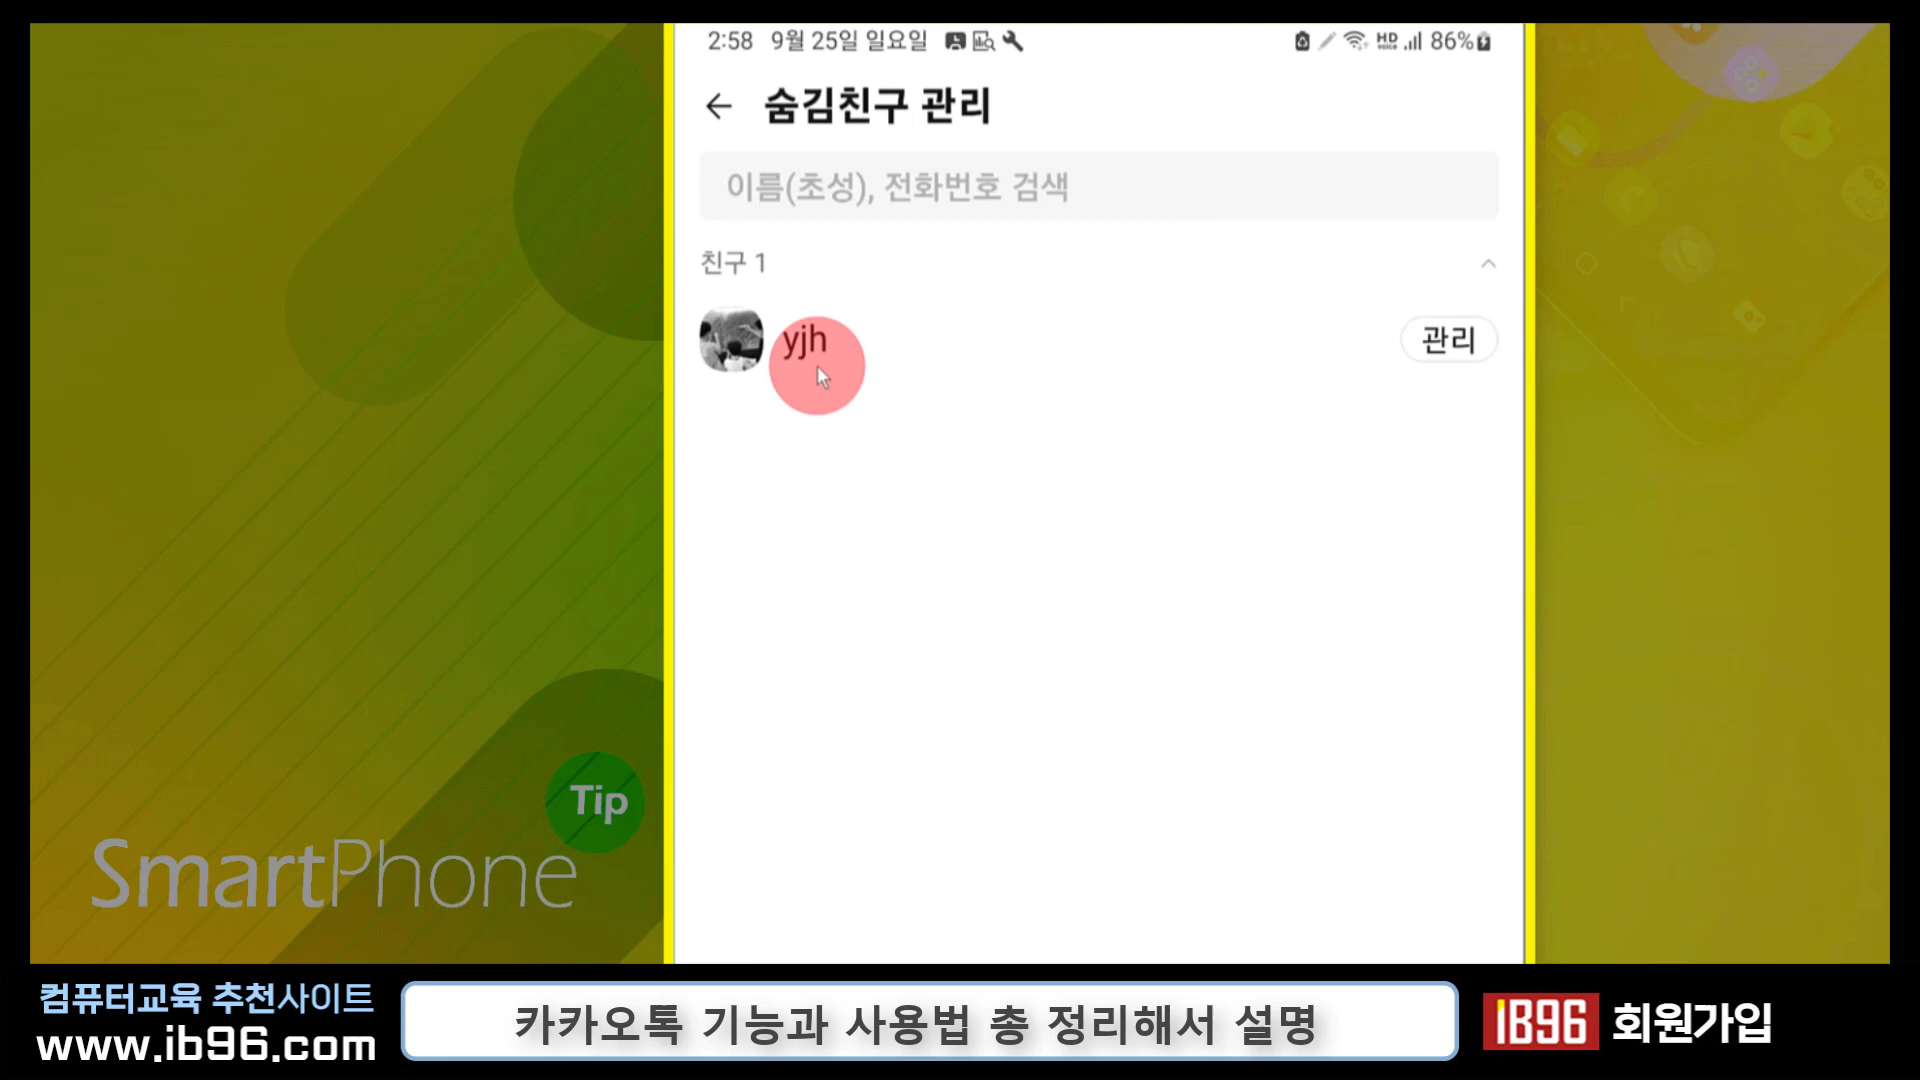 2:58 9월 25일 일요일
HD voice 86%
숨김친구 관리
이름(초성), 전화번호 검색
친구 1
yjh
관리
Tip
SmartPhone
컴퓨터교육 추천사이트
www.ib96.com
카카오톡 기능과 사용법 총 정리해서 설명
IB96 회원가입